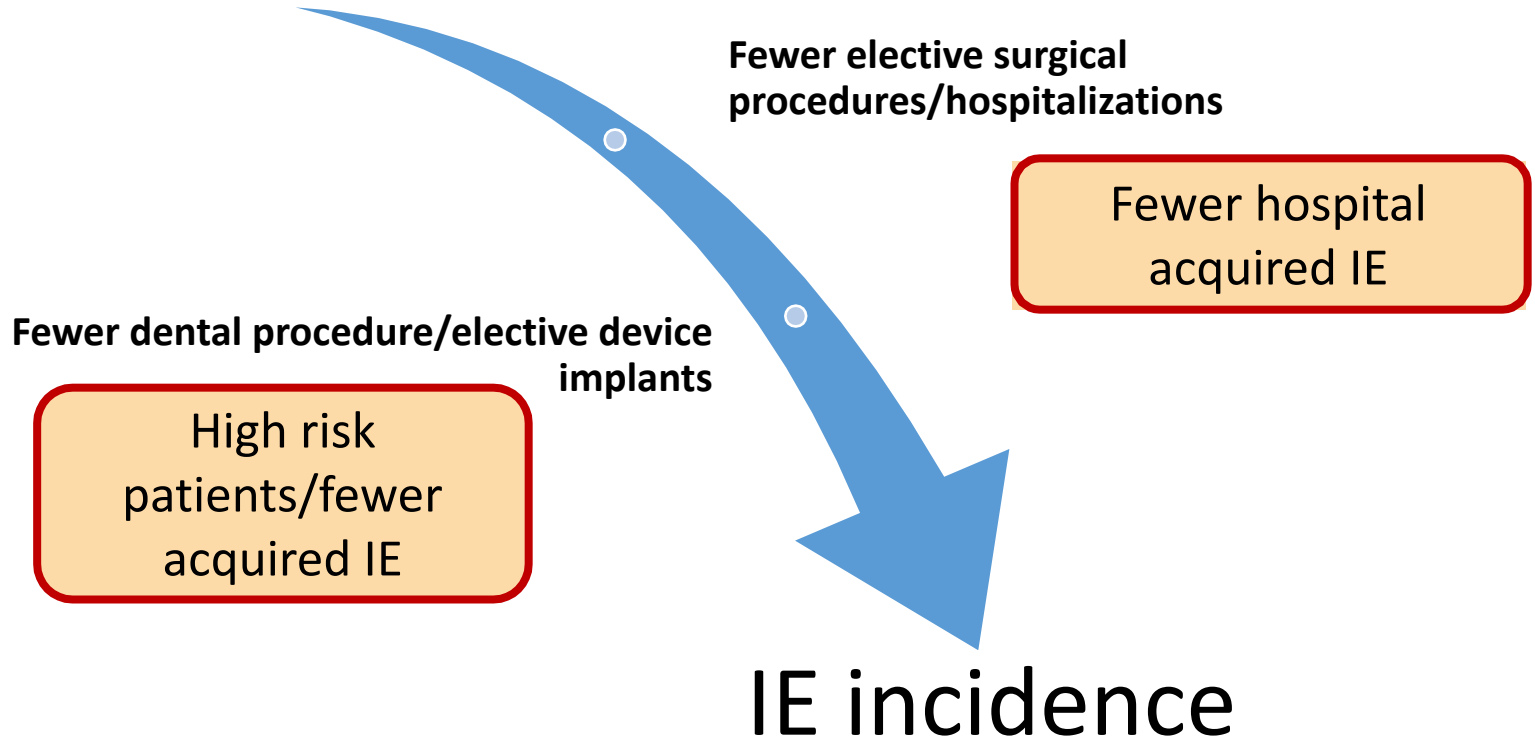 Fewer elective surgical
procedures/hospitalizations
Fewer hospital
acquired IE
Fewer dental procedure/elective device
implants
High risk
patients/fewer
acquired IE
IE incidence